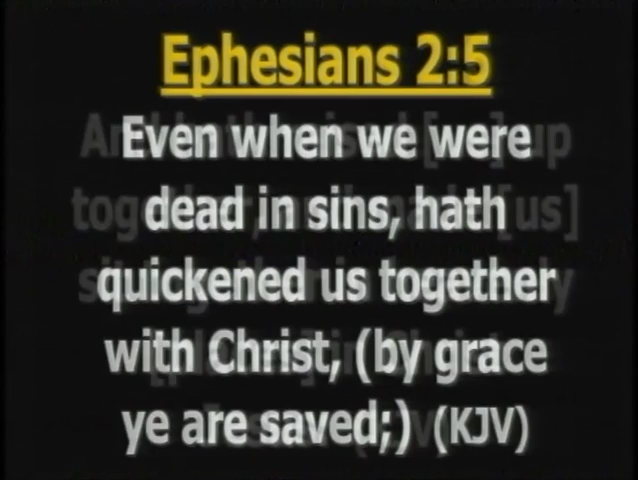 Ephesians 2:5
Even when we were
dead in sins, hath
quickened us together
with Christ, (by grace
ye are saved;) (KJV)